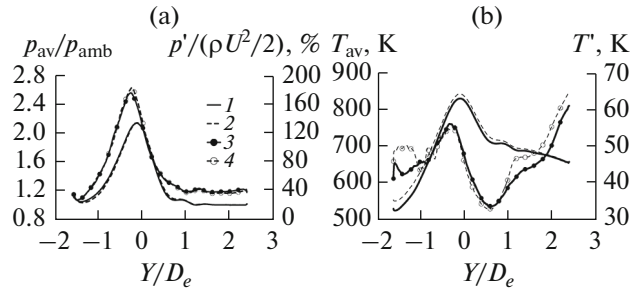 (a) (b)
p_av/p_amb p'/(ρU²/2), % T_av, K T', K
2.8 200 900 70
2.4 160 800 60
2.0 120 700 50
1.6 80 600 40
1.2 40 500 30
0.8 0
1
2
3
4
−2 −1 0 1 2 3 −2 −1 0 1 2 3
Y/D_e Y/D_e